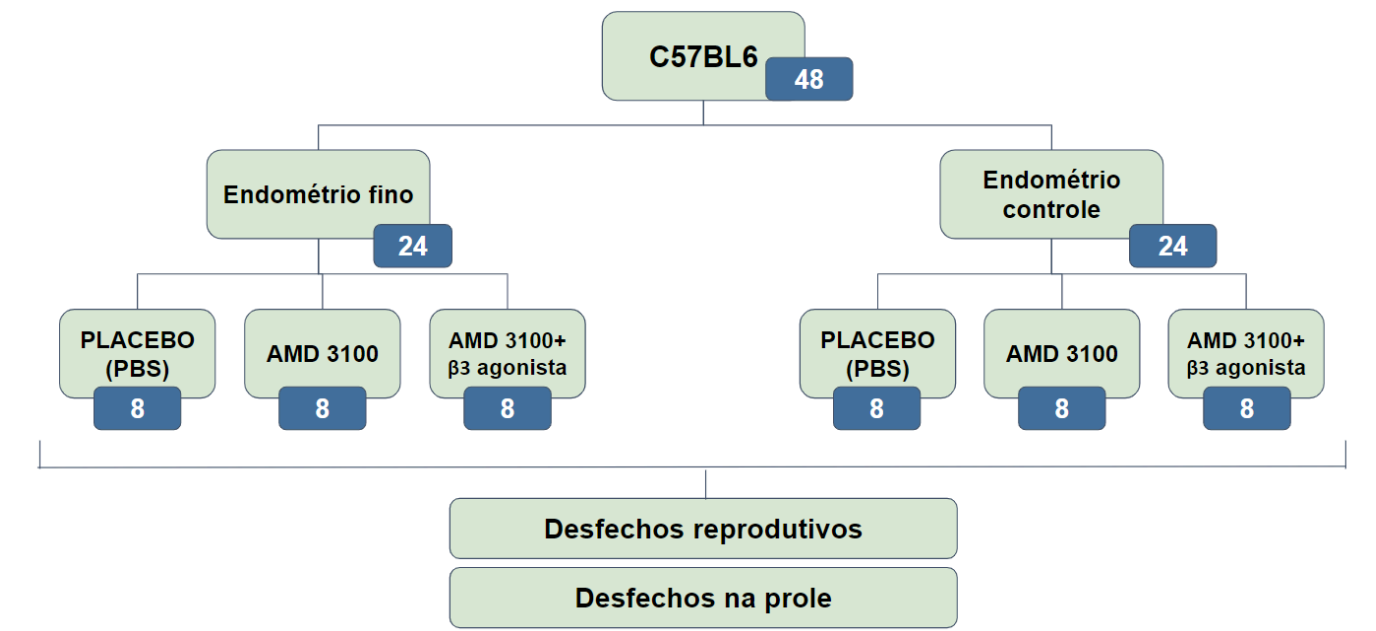 C57BL6
48
Endométrio fino
24
Endométrio
controle
24
PLACEBO
(PBS)
8
AMD 3100
8
AMD 3100+
β3 agonista
8
PLACEBO
(PBS)
8
AMD 3100
8
AMD 3100+
β3 agonista
8
Desfechos reprodutivos
Desfechos na prole